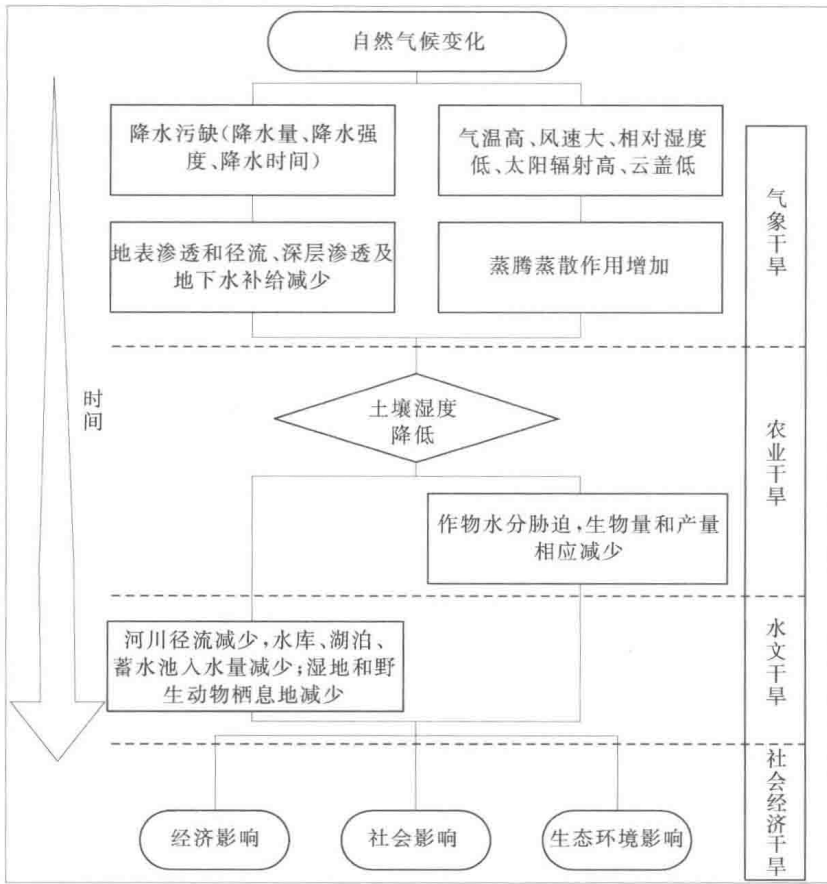 自然气候变化
降水污缺(降水量、降水强
度、降水时间)
气温高、风速大、相对湿度
低、太阳辐射高、云盖低
地表渗透和径流、深层渗透及
地下水补给减少
蒸腾蒸散作用增加
气象干旱
时间
土壤湿度
降低
农业干旱
作物水分胁迫,生物量和产量
相应减少
河川径流减少,水库、湖泊、
蓄水池入水量减少;湿地和野
生动物栖息地减少
水文干旱
经济影响
社会影响
生态环境影响
社会经济干旱